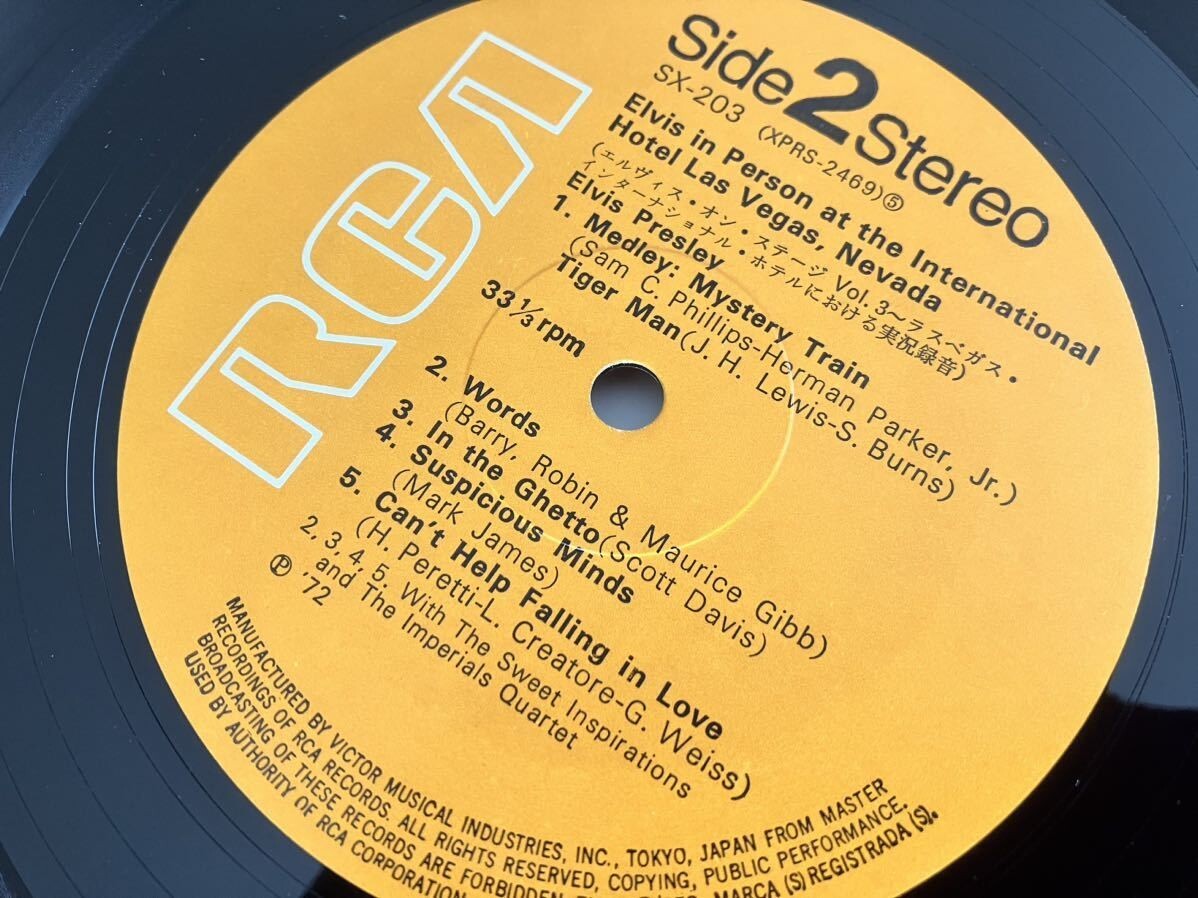 RCA
Side 2 Stereo
SX-203 (XPRS-2469)⑤
Elvis in Person at the International
Hotel Las Vegas, Nevada
(エルヴィス・オン・ステージ Vol. 3〜ラスベガス・
インターナショナル・ホテルにおける実況録音)
Elvis Presley
1. Medley: Mystery Train
(Sam C. Phillips-Herman Parker, Jr.)
Tiger Man (J. H. Lewis-S. Burns)
33 1/3 rpm
2. Words
(Barry, Robin & Maurice Gibb)
3. In the Ghetto (Scott Davis)
4. Suspicious Minds
(Mark James)
5. Can't Help Falling in Love
(H. Peretti-L. Creatore-G. Weiss)
2, 3, 4, 5. With The Sweet Inspirations
and The Imperials Quartet
Ⓟ '72
MANUFACTURED BY VICTOR MUSICAL INDUSTRIES, INC., TOKYO, JAPAN FROM MASTER
RECORDINGS OF RCA RECORDS. ALL RIGHTS RESERVED, COPYING, PUBLIC PERFORMANCE,
BROADCASTING OF THESE RECORDS ARE FORBIDDEN. MARCA (S) REGISTRADA (S).
USED BY AUTHORITY OF RCA CORPORATION